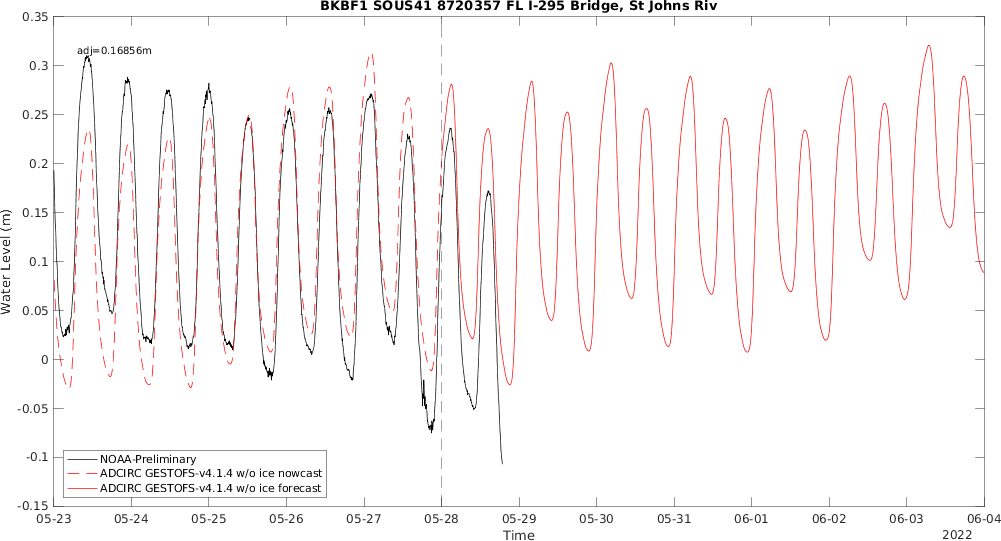 BKBF1 SOUS41 8720357 FL I-295 Bridge, St Johns Riv
adj=0.16856m
Water Level (m)
0.35
0.3
0.25
0.2
0.15
0.1
0.05
0
-0.05
-0.1
-0.15
NOAA-Preliminary
ADCIRC GESTOFS-v4.1.4 w/o ice nowcast
ADCIRC GESTOFS-v4.1.4 w/o ice forecast
05-23 05-24 05-25 05-26 05-27 05-28 05-29 05-30 05-31 06-01 06-02 06-03 06-04
Time
2022